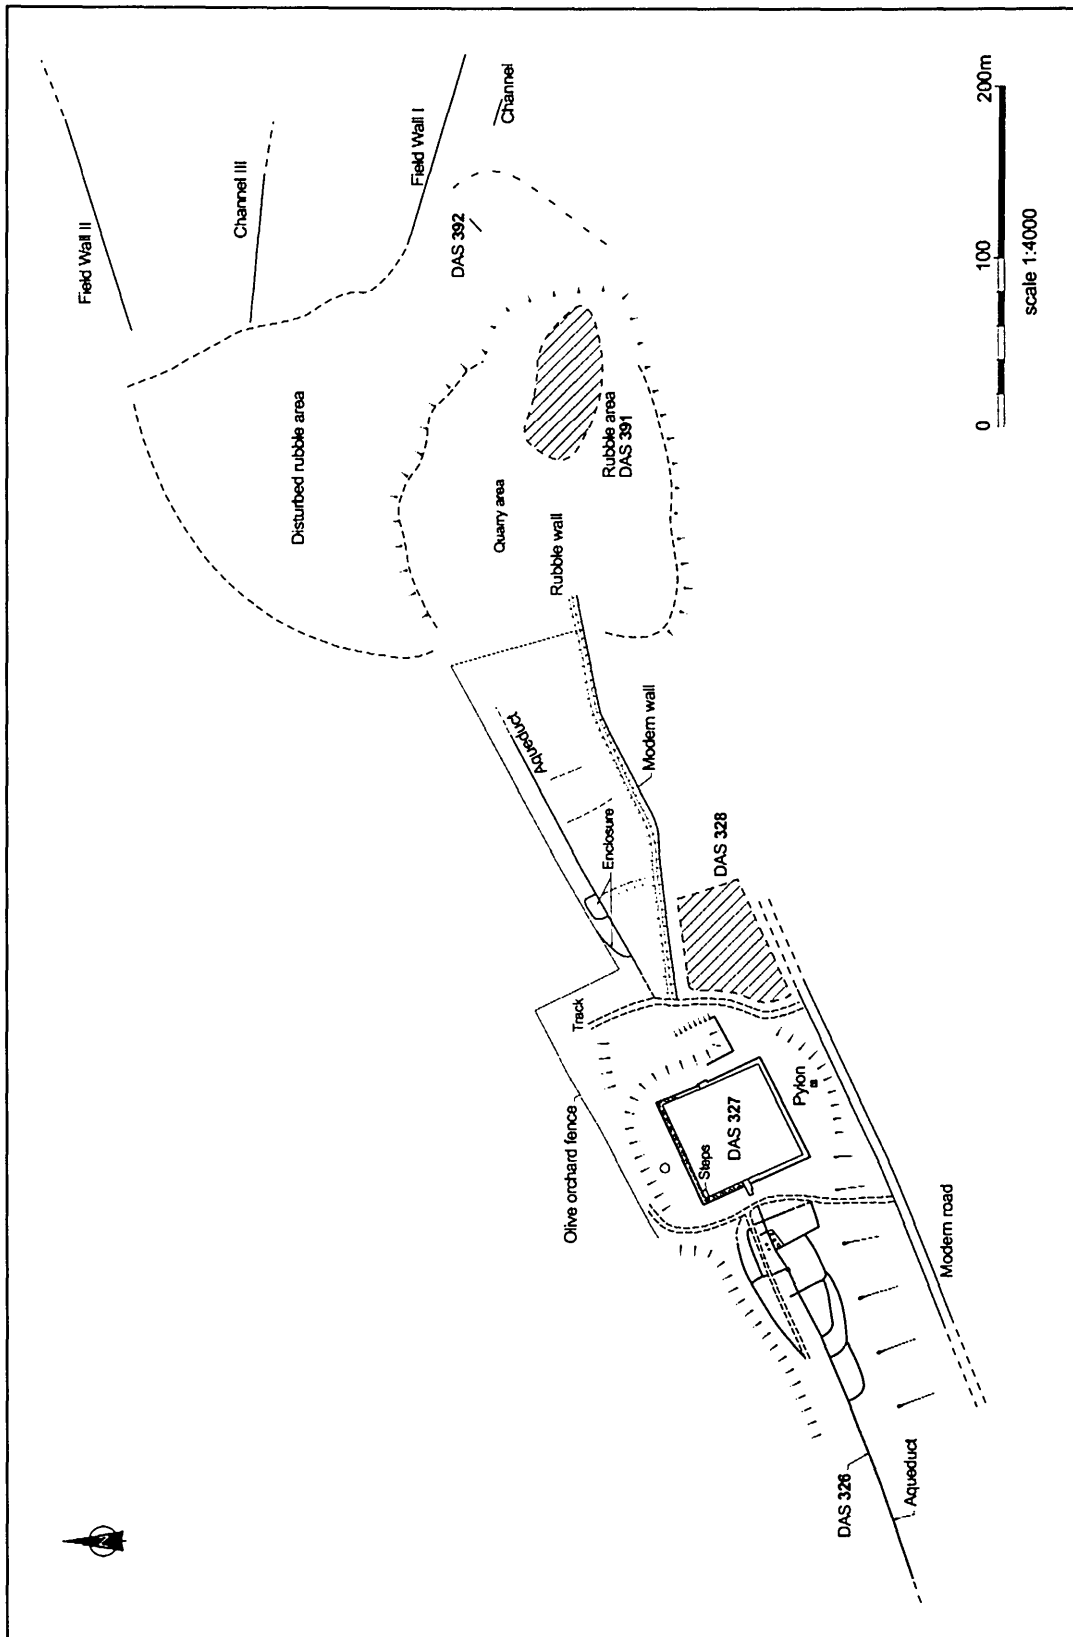 Field Wall II
Channel III
Field Wall I
Channel
DAS 392
Disturbed rubble area
Quarry area
Rubble area
DAS 391
Rubble wall
Aqueduct
Modern wall
Enclosure
DAS 328
Track
Olive orchard fence
Steps
DAS 327
Pylon
Modern road
DAS 326
Aqueduct
0 100 200m
scale 1:4000